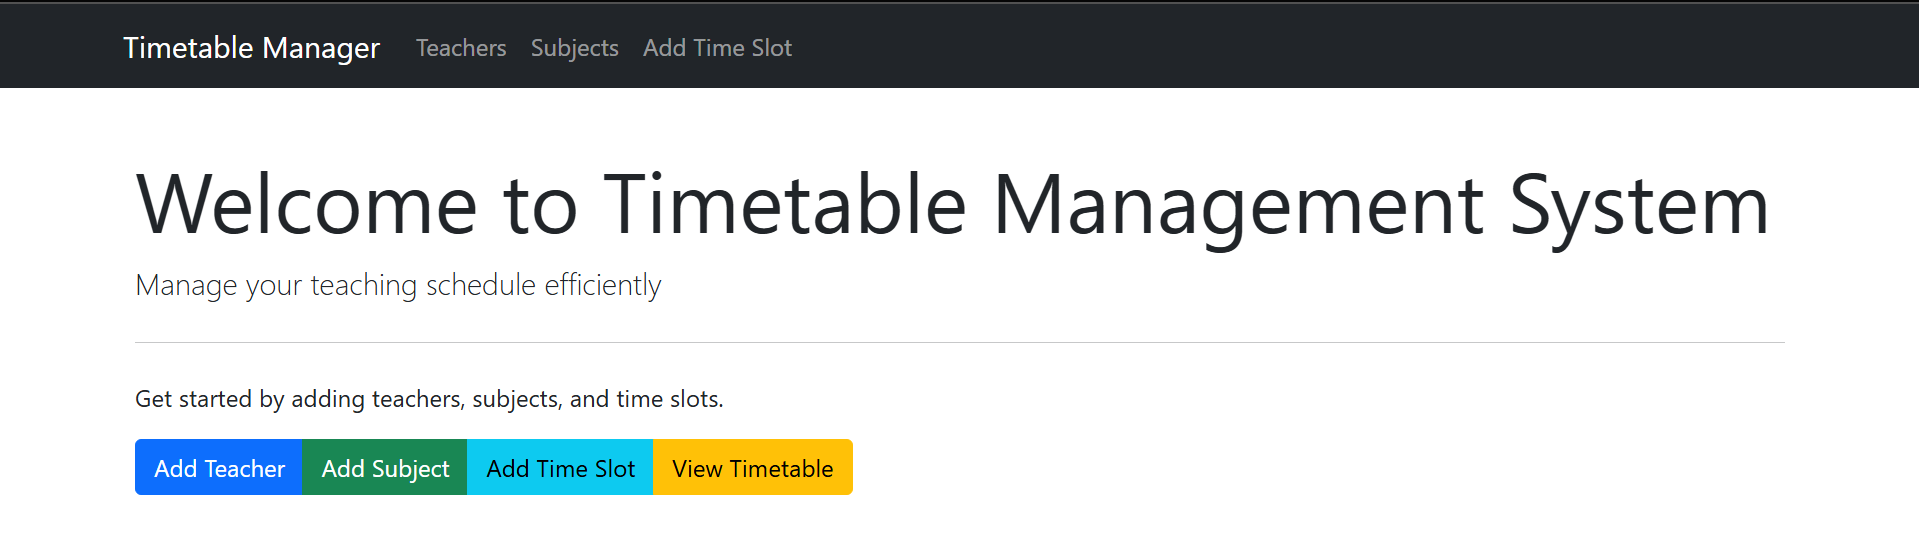 Timetable Manager Teachers Subjects Add Time Slot
Welcome to Timetable Management System
Manage your teaching schedule efficiently
Get started by adding teachers, subjects, and time slots.
Add Teacher Add Subject Add Time Slot View Timetable